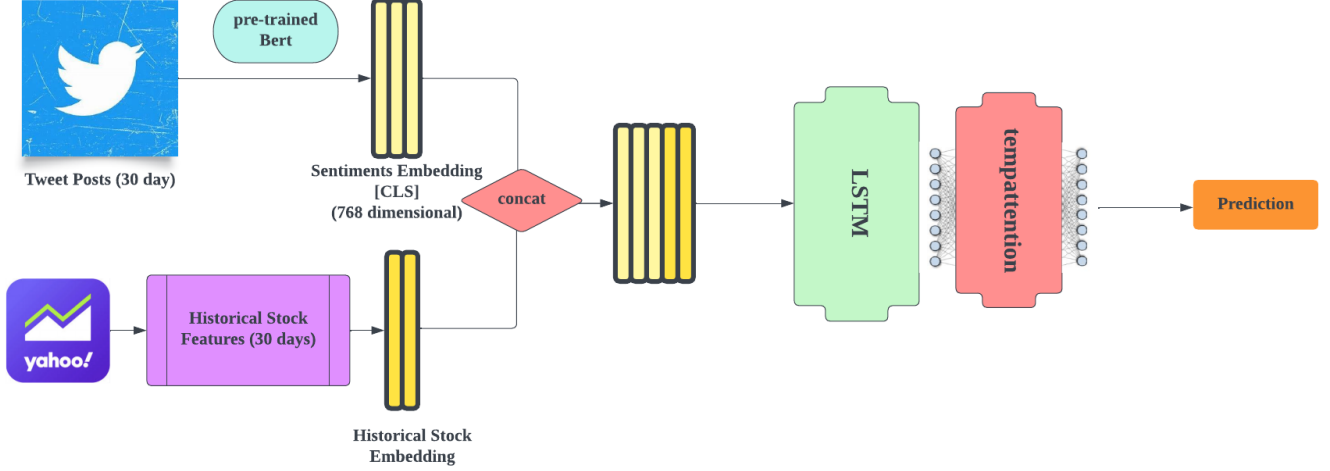 pre-trained
Bert
Tweet Posts (30 day)
Sentiments Embedding
[CLS]
(768 dimensional)
concat
LSTM
tempattention
Prediction
yahoo!
Historical Stock
Features (30 days)
Historical Stock
Embedding